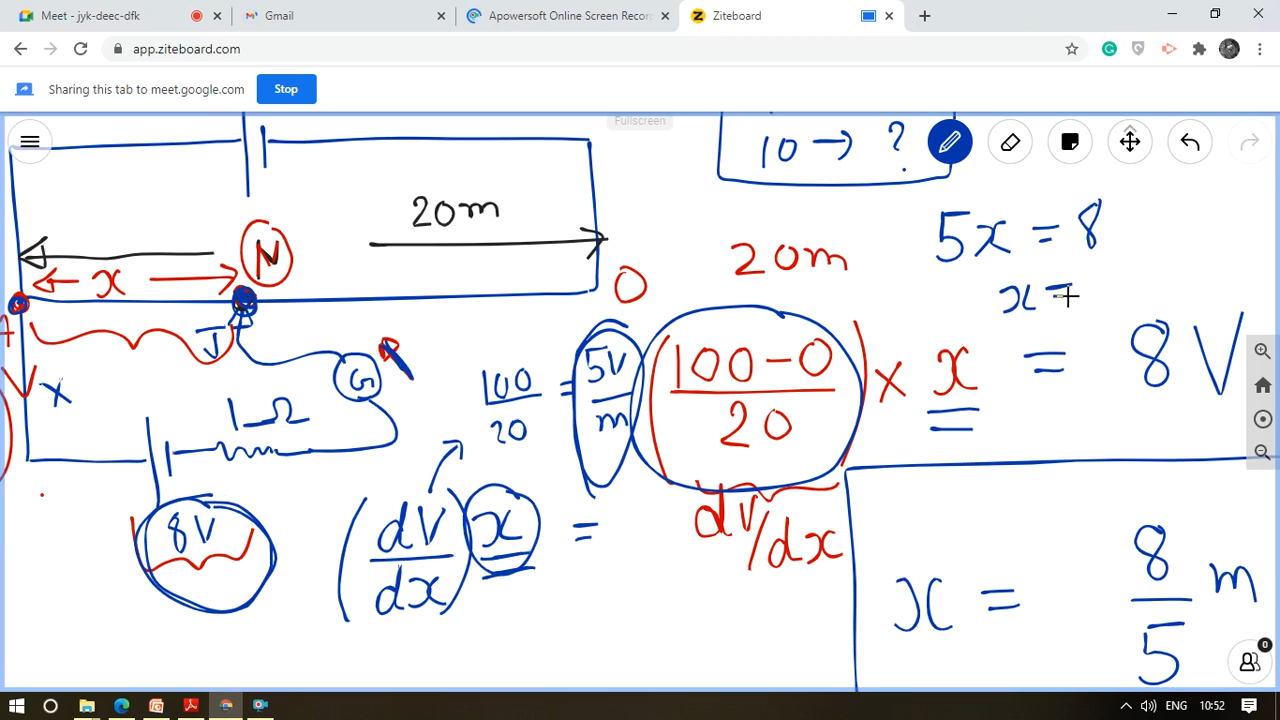 Meet - jyk-deec-dfk
Gmail
Apowersoft Online Screen Recor
Ziteboard
app.ziteboard.com
Sharing this tab to meet.google.com
Stop
Fullscreen
10 → ?
20m
N
x
0
20m
5x = 8
x =
J
G
X
1Ω
8V
100/20 = 5V/m
(100-0/20) × x = 8V
dV/dx
(dV/dx) x =
x = 8/5 m
0
ENG
10:52